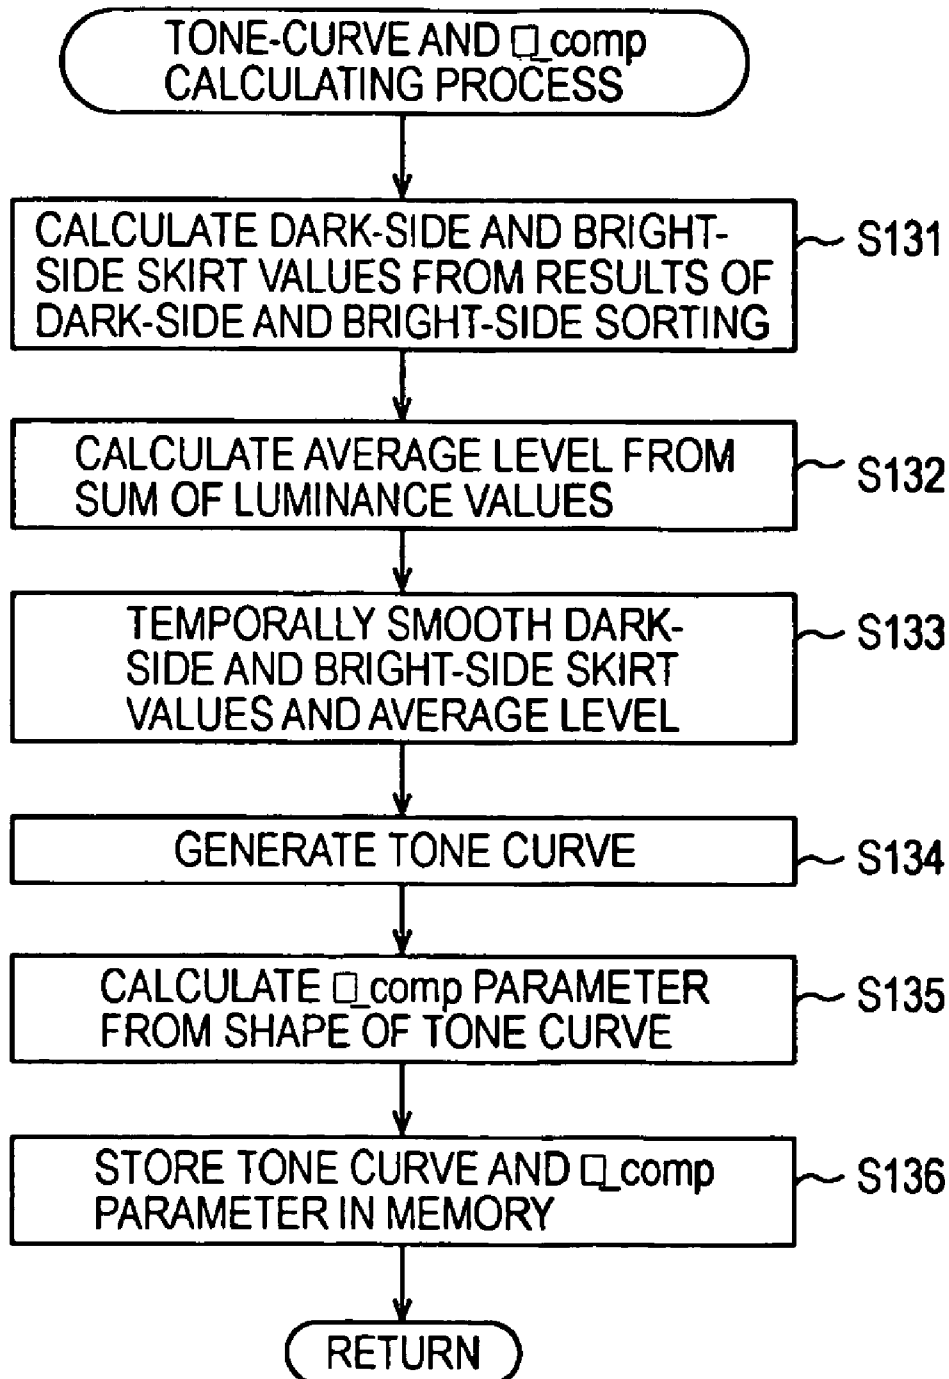 TONE-CURVE AND □_comp
CALCULATING PROCESS
CALCULATE DARK-SIDE AND BRIGHT-
SIDE SKIRT VALUES FROM RESULTS OF
DARK-SIDE AND BRIGHT-SIDE SORTING
S131
CALCULATE AVERAGE LEVEL FROM
SUM OF LUMINANCE VALUES
S132
TEMPORALLY SMOOTH DARK-
SIDE AND BRIGHT-SIDE SKIRT
VALUES AND AVERAGE LEVEL
S133
GENERATE TONE CURVE
S134
CALCULATE □_comp PARAMETER
FROM SHAPE OF TONE CURVE
S135
STORE TONE CURVE AND □_comp
PARAMETER IN MEMORY
S136
RETURN